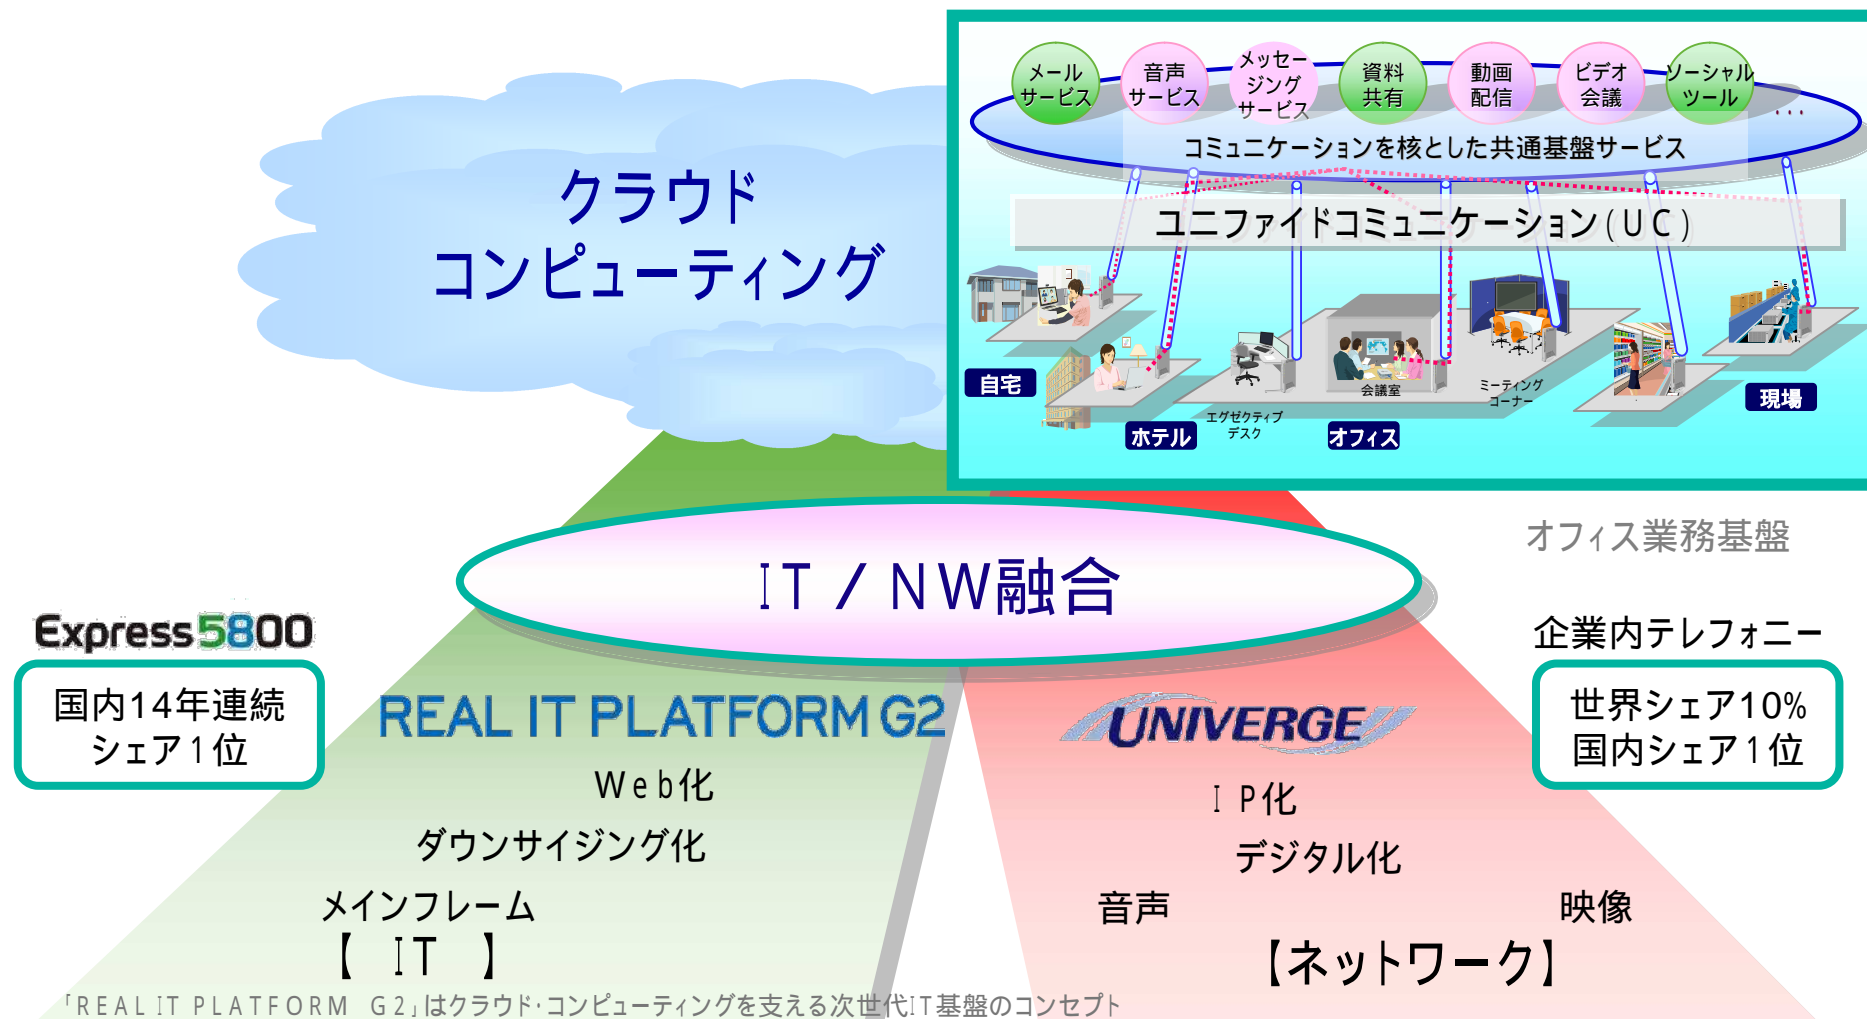 メール
サービス
音声
サービス
メッセー
ジング
サービス
資料
共有
動画
配信
ビデオ
会議
ソーシャル
ツール
...
コミュニケーションを核とした共通基盤サービス
ユニファイドコミュニケーション(UC)
クラウド
コンピューティング
自宅
ホテル
エグゼクティブ
デスク
会議室
オフィス
ミーティング
コーナー
現場
オフィス業務基盤
IT／NW融合
Express5800
国内14年連続
シェア1位
企業内テレフォニー
世界シェア10%
国内シェア1位
REAL IT PLATFORM G2
UNIVERGE
Web化
ダウンサイジング化
メインフレーム
【 IT 】
IP化
デジタル化
音声
映像
【ネットワーク】
「REAL IT PLATFORM G2」はクラウド・コンピューティングを支える次世代IT基盤のコンセプト